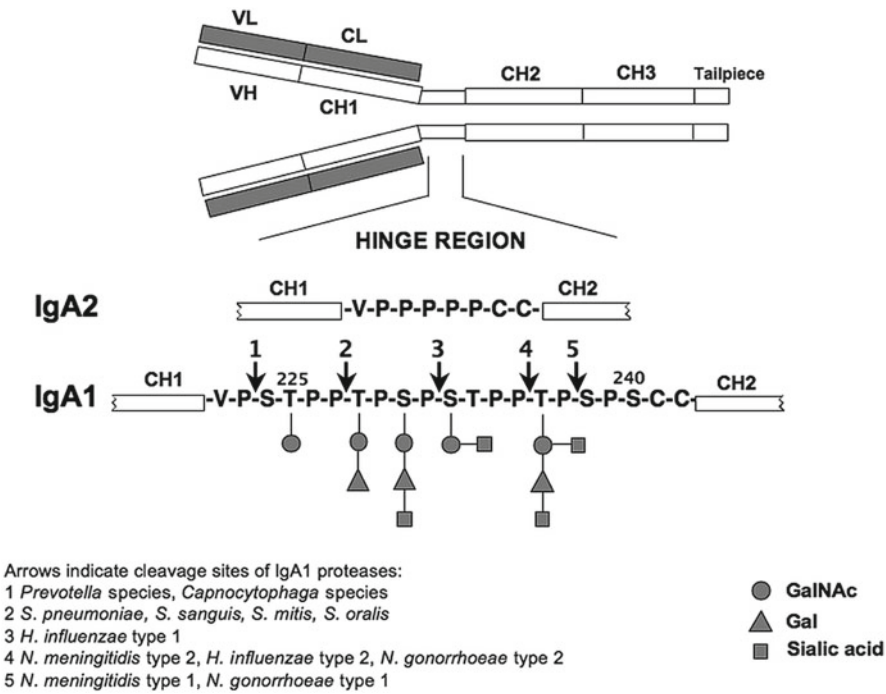 VL
CL
VH
CH1
CH2
CH3
Tailpiece
HINGE REGION
IgA2
CH1
-V-P-P-P-P-P-C-C-
CH2
1 2 3 4 5
225
240
IgA1
CH1
-V-P-S-T-P-P-T-P-S-P-S-T-P-P-T-P-S-P-S-C-C-
CH2
Arrows indicate cleavage sites of IgA1 proteases:
1 Prevotella species, Capnocytophaga species
2 S. pneumoniae, S. sanguis, S. mitis, S. oralis
3 H. influenzae type 1
4 N. meningitidis type 2, H. influenzae type 2, N. gonorrhoeae type 2
5 N. meningitidis type 1, N. gonorrhoeae type 1
GalNAc
Gal
Sialic acid